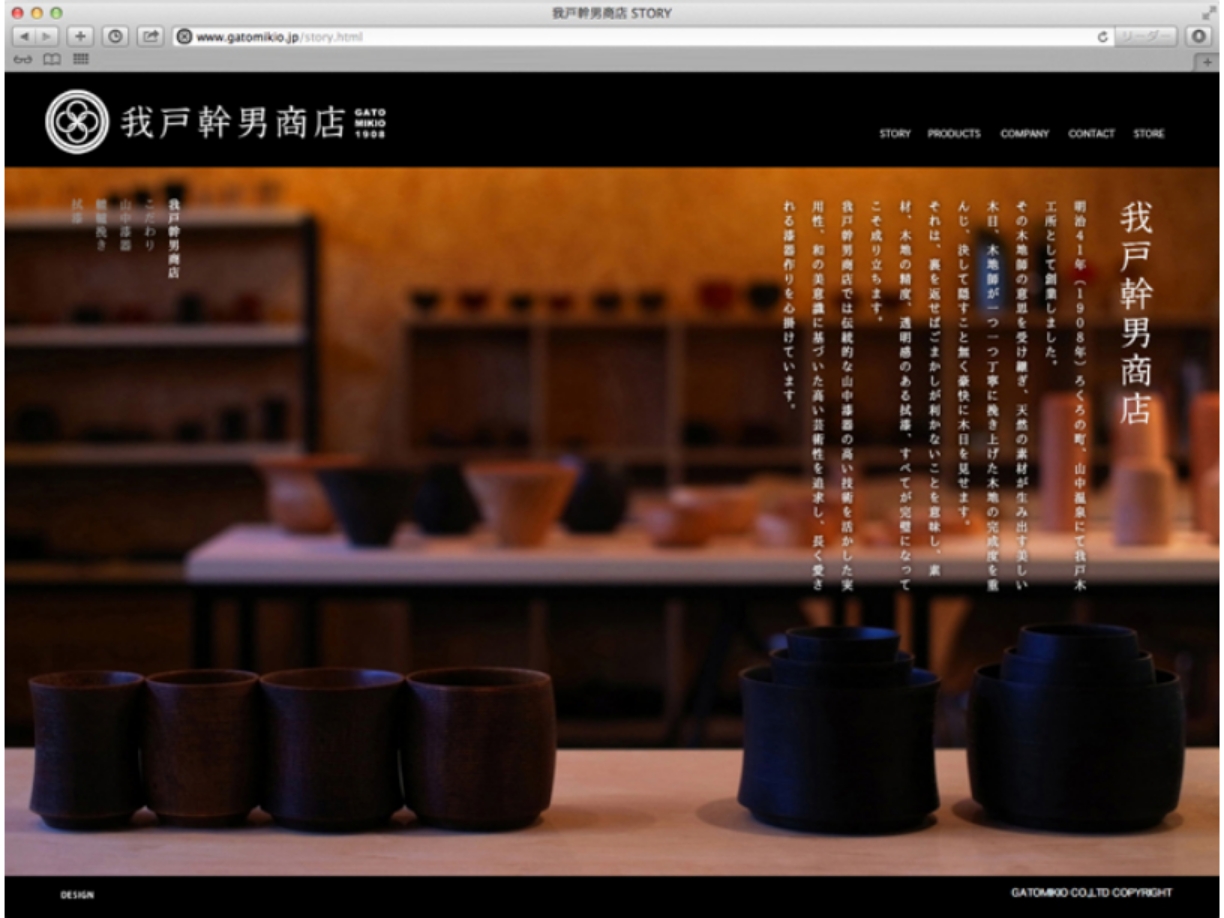 我戸幹男商店 STORY
www.gatomikio.jp/story.html
リーダー
我戸幹男商店
GATO
MIKIO
1908
STORY PRODUCTS COMPANY CONTACT STORE
我戸幹男商店
明治41年（1908年）ろくろの町、山中温泉にて我戸木
工所として創業しました。
その木地師の意思を受け継ぎ、天然の素材が生み出す美しい
木目、木地師が一つ一つ丁寧に挽き上げた木地の完成度を重
んじ、決して隠すこと無く豪快に木目を見せます。
それは、裏を返せばごまかしが利かないことを意味し、素
材、木地の精度、透明感のある拭漆、すべてが完璧になって
こそ成り立ちます。
我戸幹男商店では伝統的な山中漆器の高い技術を活かした実
用性、和の美意識に基づいた高い芸術性を追求し、長く愛さ
れる漆器作りを心掛けています。
我戸幹男商店
こだわり
山中漆器
轆轤挽き
拭漆
DESIGN
GATOMIKIO CO.,LTD COPYRIGHT